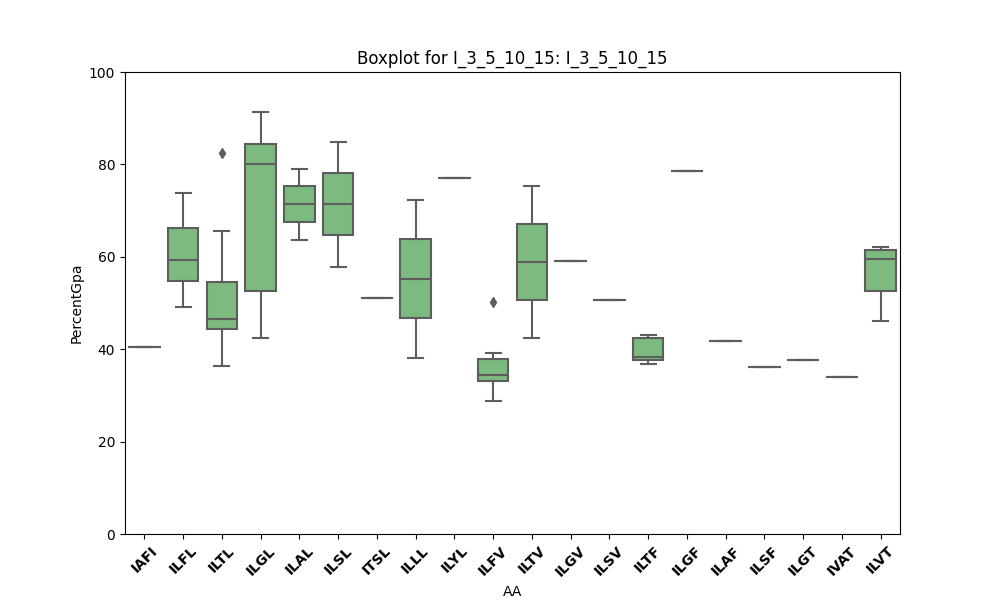 Boxplot for I_3_5_10_15: I_3_5_10_15
100
80
60
40
20
0
PercentGpa
IAFI ILFL ILTL ILGL ILAL ILSL ITSL ILLL ILYL ILFV ILTV ILGV ILSV ILTF ILGF ILAF ILSF ILGT IVAT ILVT
AA